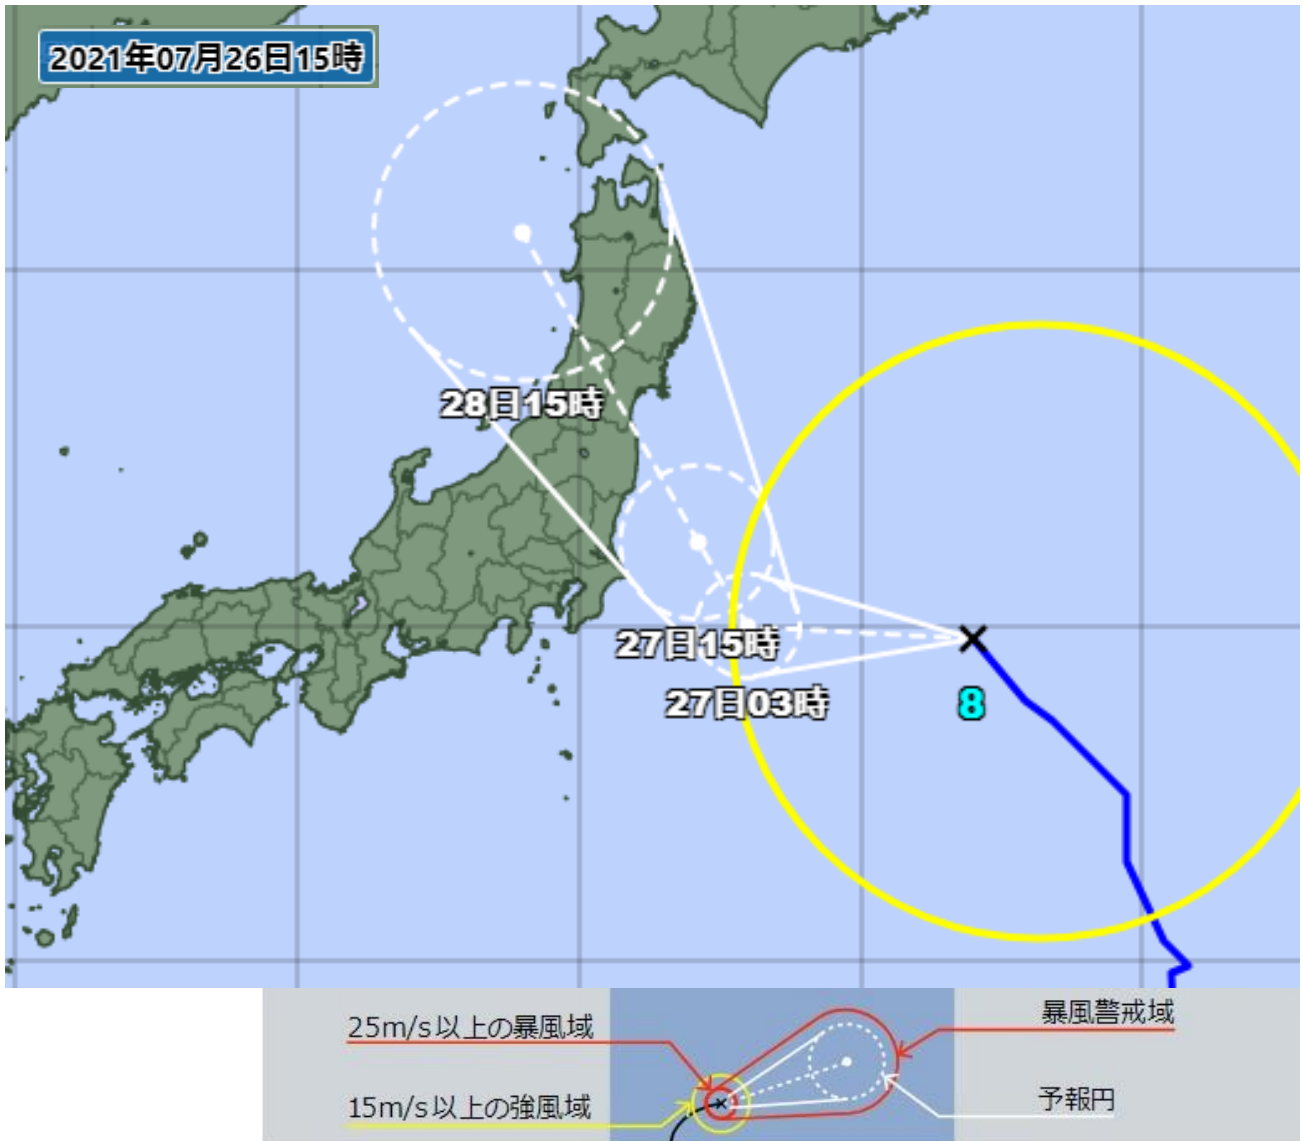 2021年07月26日15時
28日15時
27日15時
27日03時
8
25m/s以上の暴風域
暴風警戒域
15m/s以上の強風域
予報円